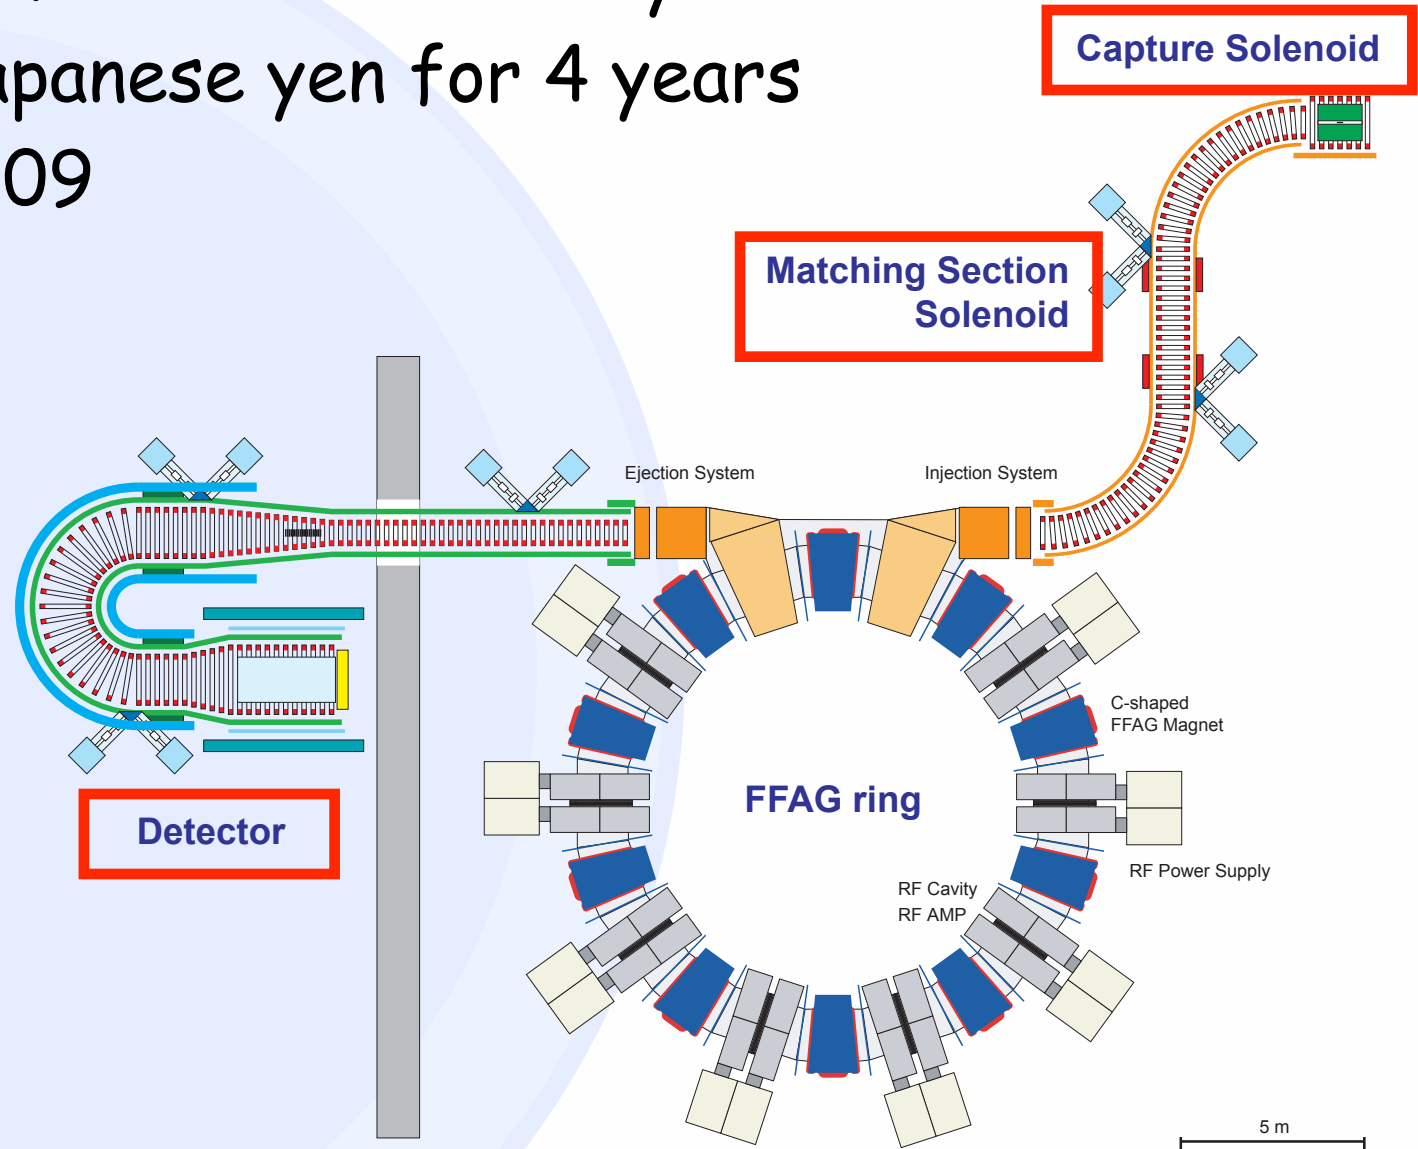 apanese yen for 4 years
09
Capture Solenoid
Matching Section
Solenoid
Ejection System
Injection System
C-shaped
FFAG Magnet
FFAG ring
Detector
RF Power Supply
RF Cavity
RF AMP
5 m